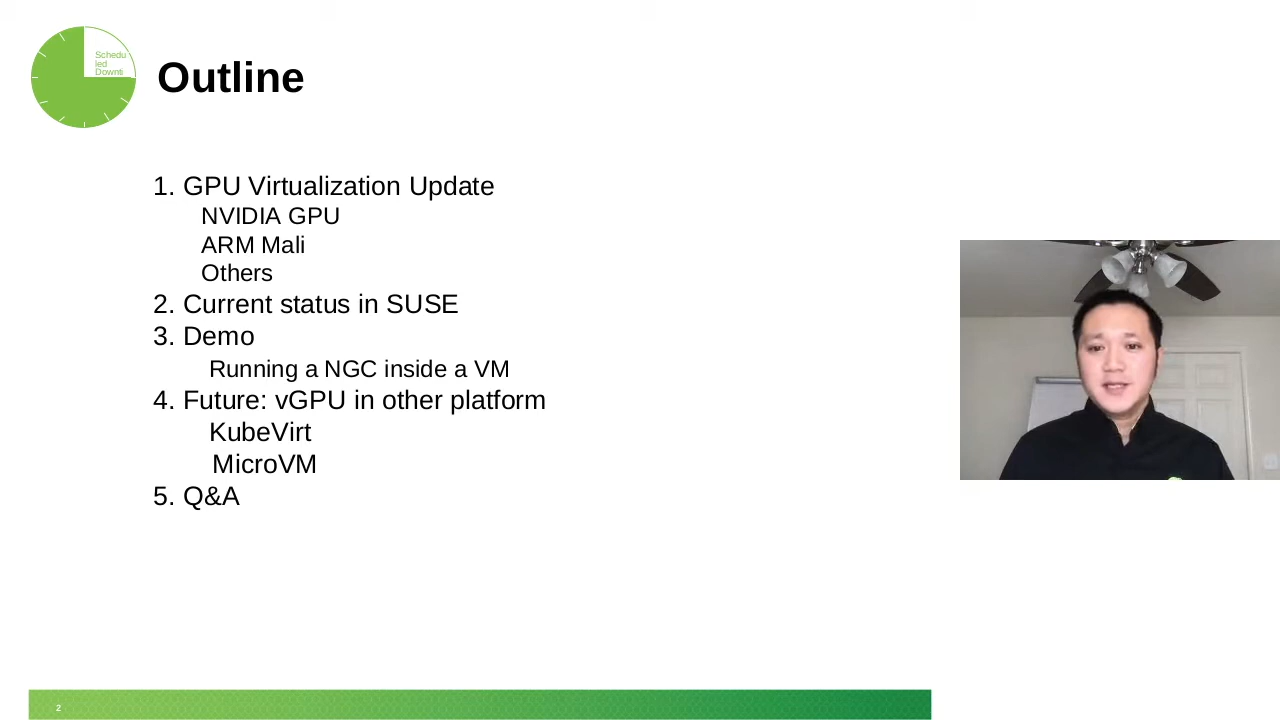 Schedu
led
Downti
Outline
1. GPU Virtualization Update
NVIDIA GPU
ARM Mali
Others
2. Current status in SUSE
3. Demo
Running a NGC inside a VM
4. Future: vGPU in other platform
KubeVirt
MicroVM
5. Q&A
2